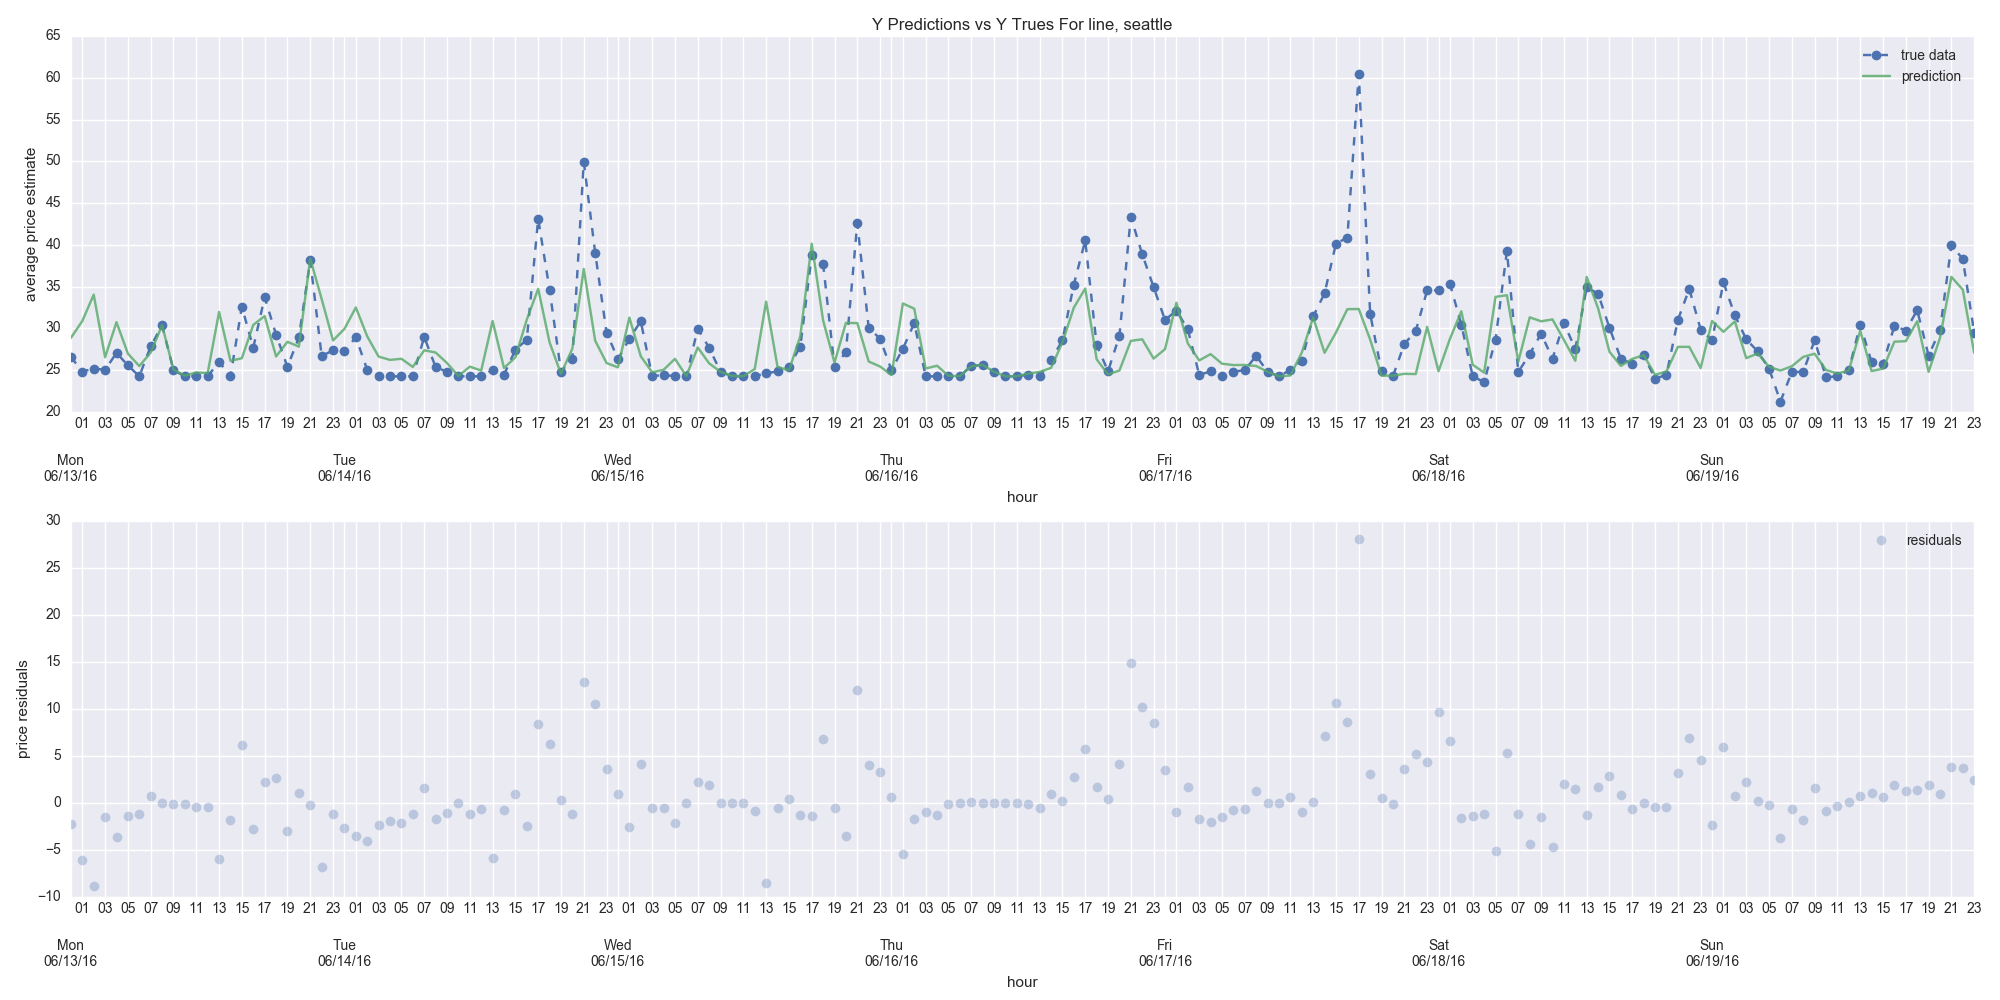 Y Predictions vs Y Trues For line, seattle
65
60
55
50
45
40
35
30
25
20
average price estimate
true data
prediction
01 03 05 07 09 11 13 15 17 19 21 23 01 03 05 07 09 11 13 15 17 19 21 23 01 03 05 07 09 11 13 15 17 19 21 23 01 03 05 07 09 11 13 15 17 19 21 23 01 03 05 07 09 11 13 15 17 19 21 23 01 03 05 07 09 11 13 15 17 19 21 23 01 03 05 07 09 11 13 15 17 19 21 23
Mon Tue Wed Thu Fri Sat Sun
06/13/16 06/14/16 06/15/16 06/16/16 06/17/16 06/18/16 06/19/16
hour
30
25
20
15
10
5
0
−5
−10
price residuals
residuals
01 03 05 07 09 11 13 15 17 19 21 23 01 03 05 07 09 11 13 15 17 19 21 23 01 03 05 07 09 11 13 15 17 19 21 23 01 03 05 07 09 11 13 15 17 19 21 23 01 03 05 07 09 11 13 15 17 19 21 23 01 03 05 07 09 11 13 15 17 19 21 23 01 03 05 07 09 11 13 15 17 19 21 23
Mon Tue Wed Thu Fri Sat Sun
06/13/16 06/14/16 06/15/16 06/16/16 06/17/16 06/18/16 06/19/16
hour